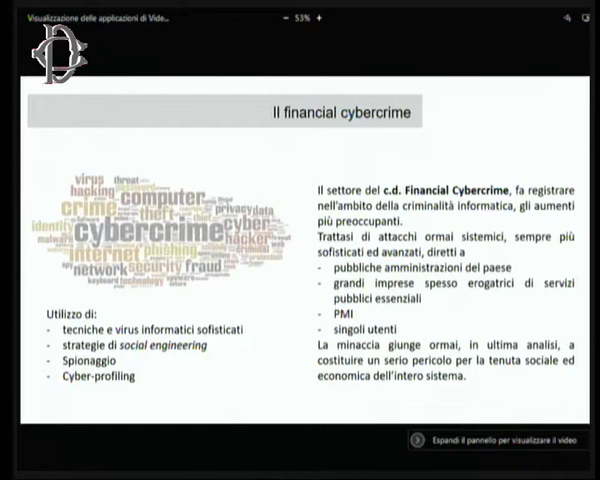 Visualizzazione delle applicazioni di Vide...
− 53% +
Il financial cybercrime
virus threat
hacking
crime computer
theft privacy data
identity cybercrime cyber
malware hacker
internet phishing criminal
network security fraud
keyboard technology
Utilizzo di:
- tecniche e virus informatici sofisticati
- strategie di social engineering
- Spionaggio
- Cyber-profiling
Il settore del c.d. Financial Cybercrime, fa registrare
nell'ambito della criminalità informatica, gli aumenti
più preoccupanti.
Trattasi di attacchi ormai sistemici, sempre più
sofisticati ed avanzati, diretti a
- pubbliche amministrazioni del paese
- grandi imprese spesso erogatrici di servizi
pubblici essenziali
- PMI
- singoli utenti
La minaccia giunge ormai, in ultima analisi, a
costituire un serio pericolo per la tenuta sociale ed
economica dell'intero sistema.
Espandi il pannello per visualizzare il video